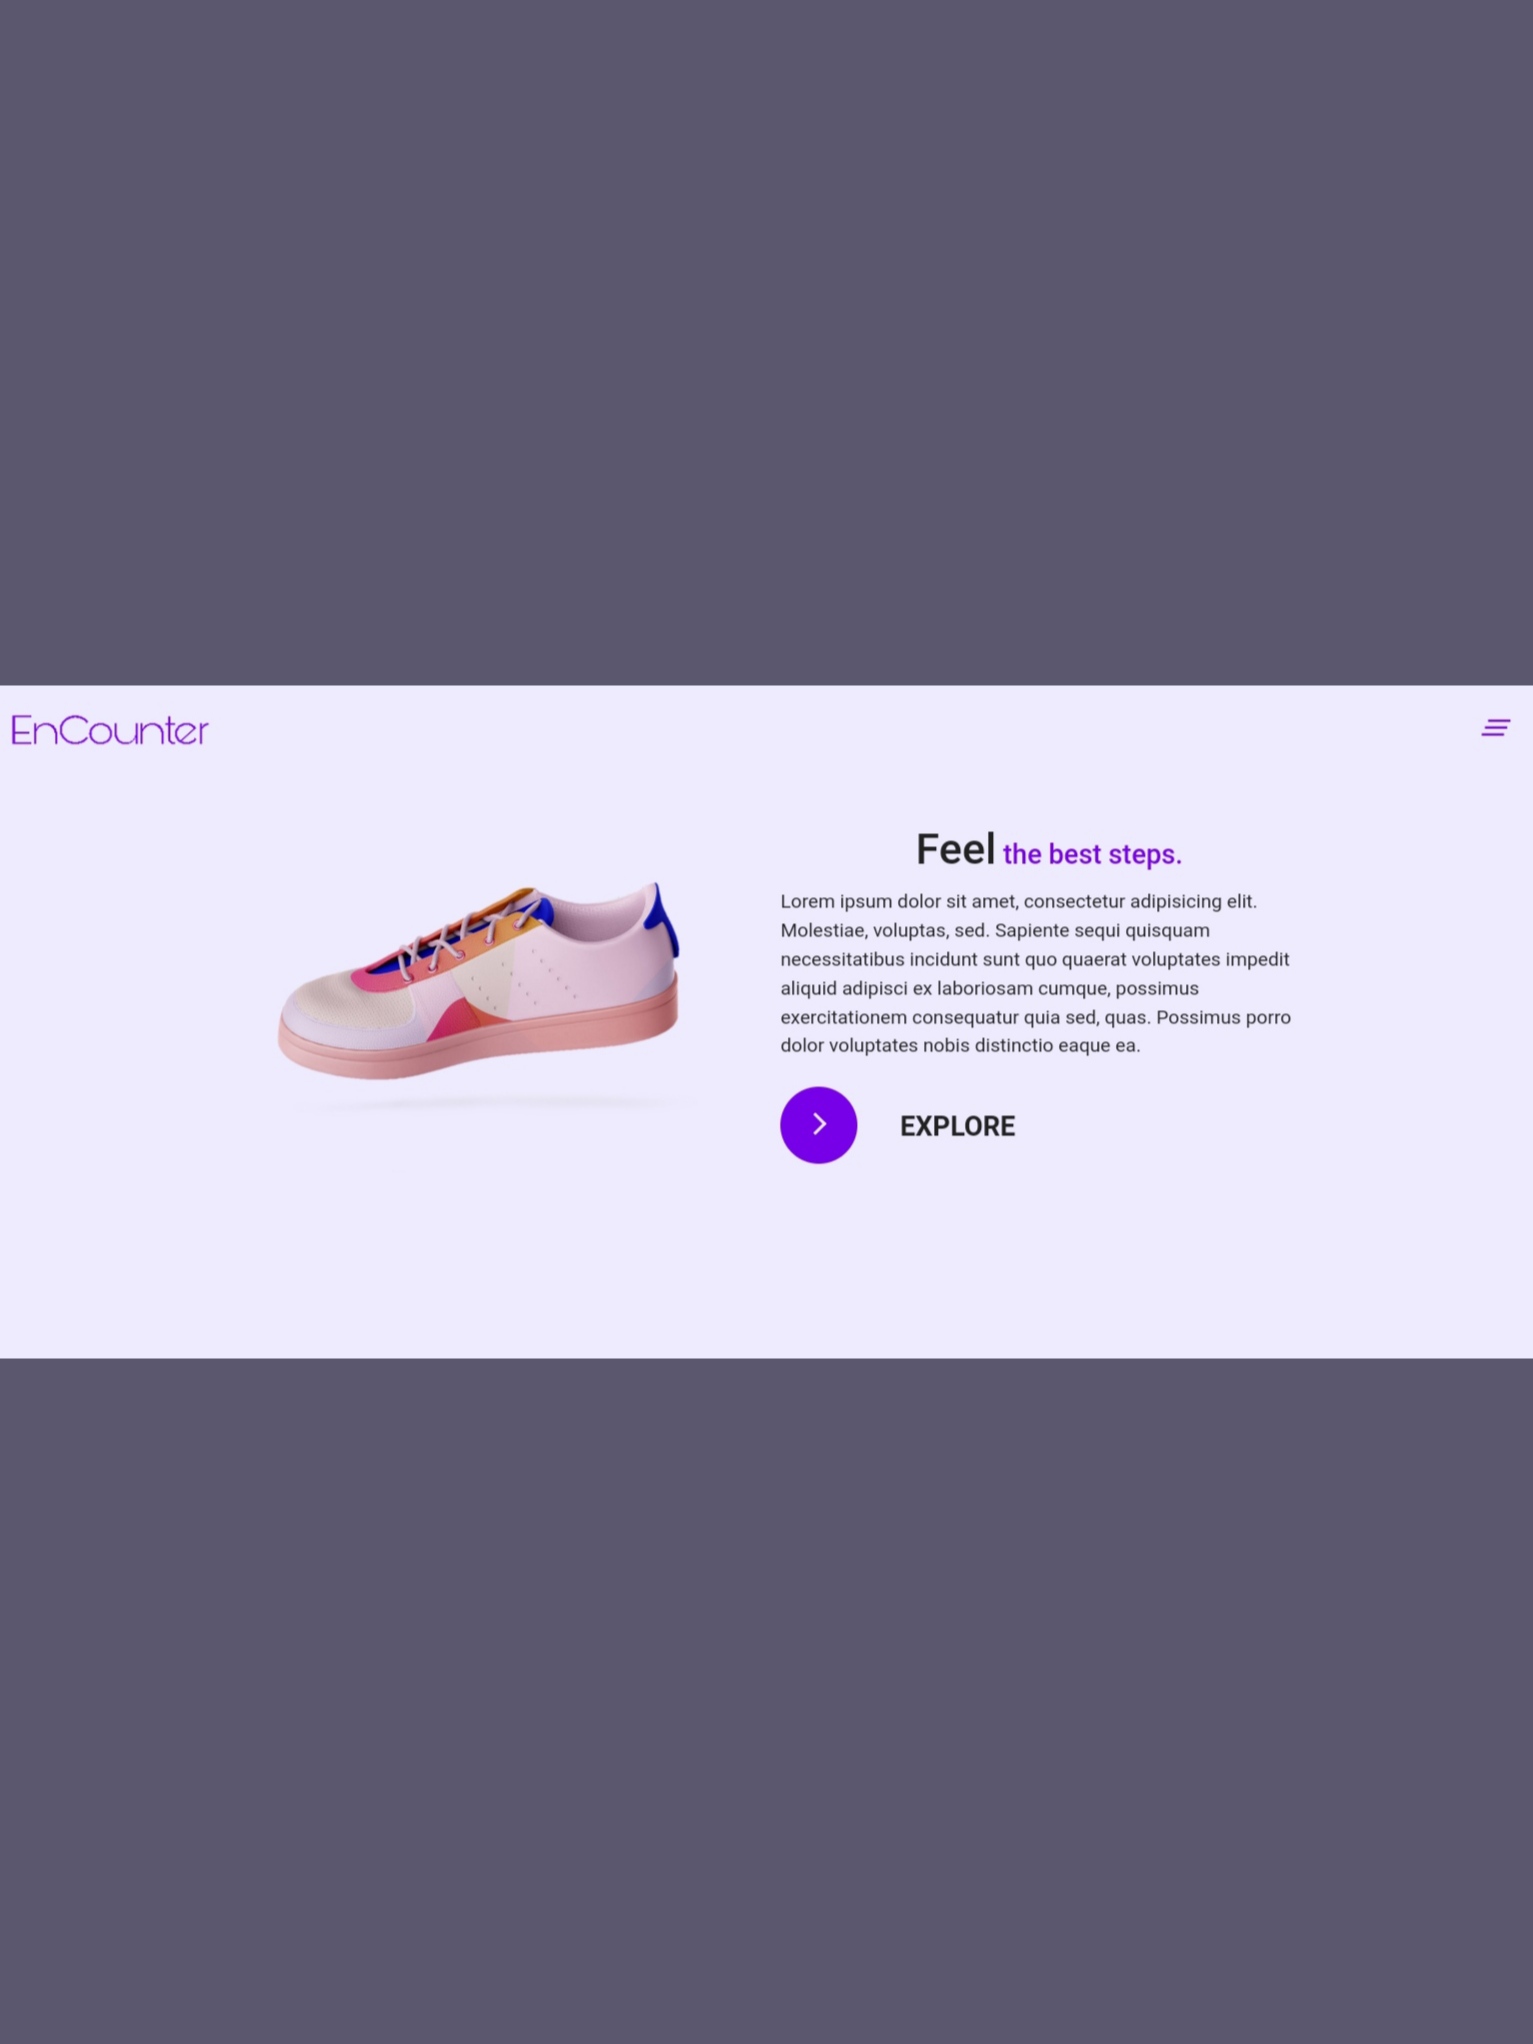 EnCounter
Feel the best steps.
Lorem ipsum dolor sit amet, consectetur adipisicing elit.
Molestiae, voluptas, sed. Sapiente sequi quisquam
necessitatibus incidunt sunt quo quaerat voluptates impedit
aliquid adipisci ex laboriosam cumque, possimus
exercitationem consequatur quia sed, quas. Possimus porro
dolor voluptates nobis distinctio eaque ea.
EXPLORE